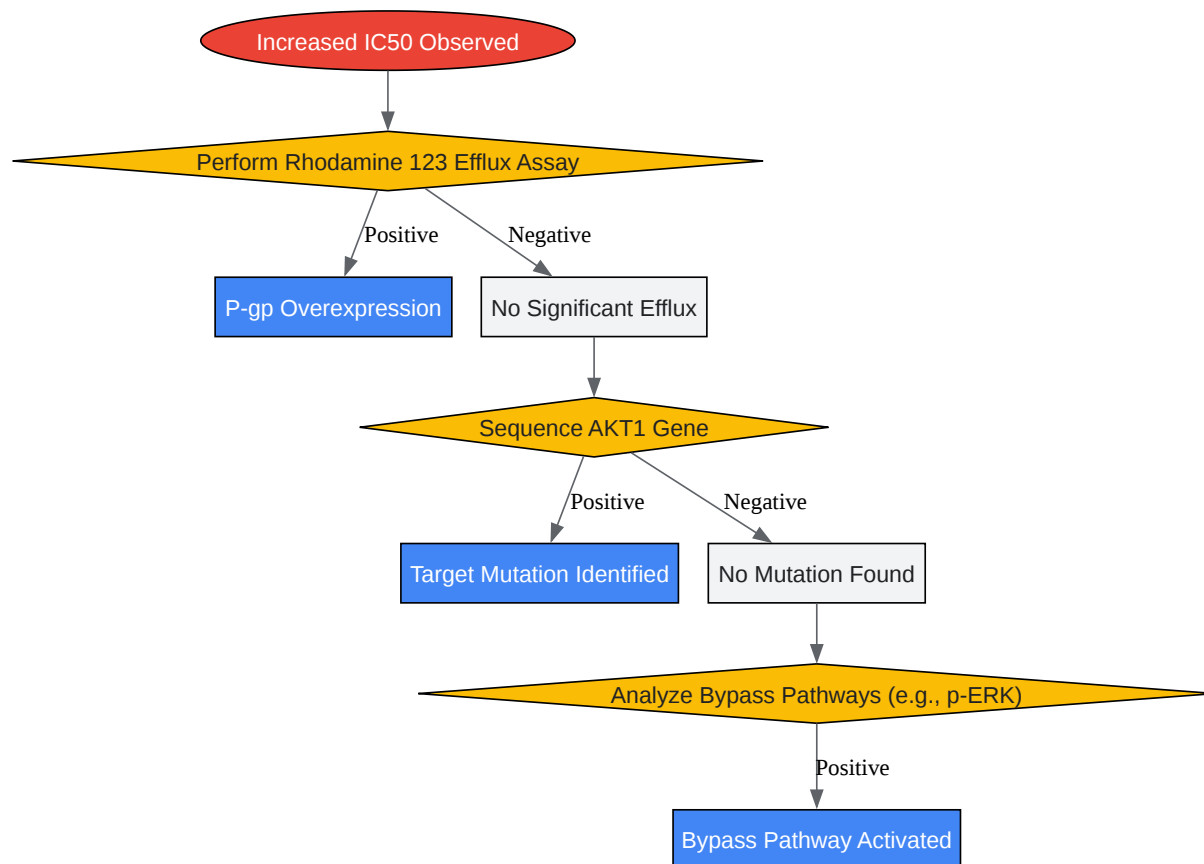 Increased IC50 Observed
Perform Rhodamine 123 Efflux Assay
Positive
Negative
P-gp Overexpression
No Significant Efflux
Sequence AKT1 Gene
Positive
Negative
Target Mutation Identified
No Mutation Found
Analyze Bypass Pathways (e.g., p-ERK)
Positive
Bypass Pathway Activated